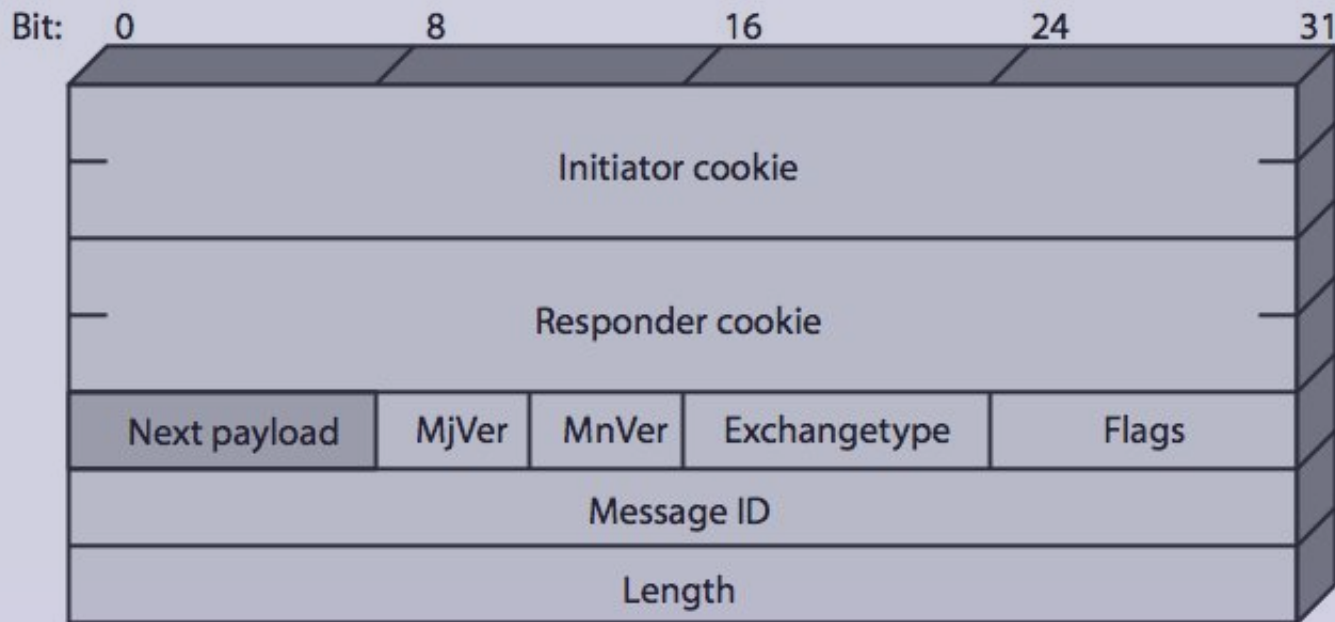 Bit: 0 8 16 24 31
Initiator cookie
Responder cookie
Next payload MjVer MnVer Exchangetype Flags
Message ID
Length